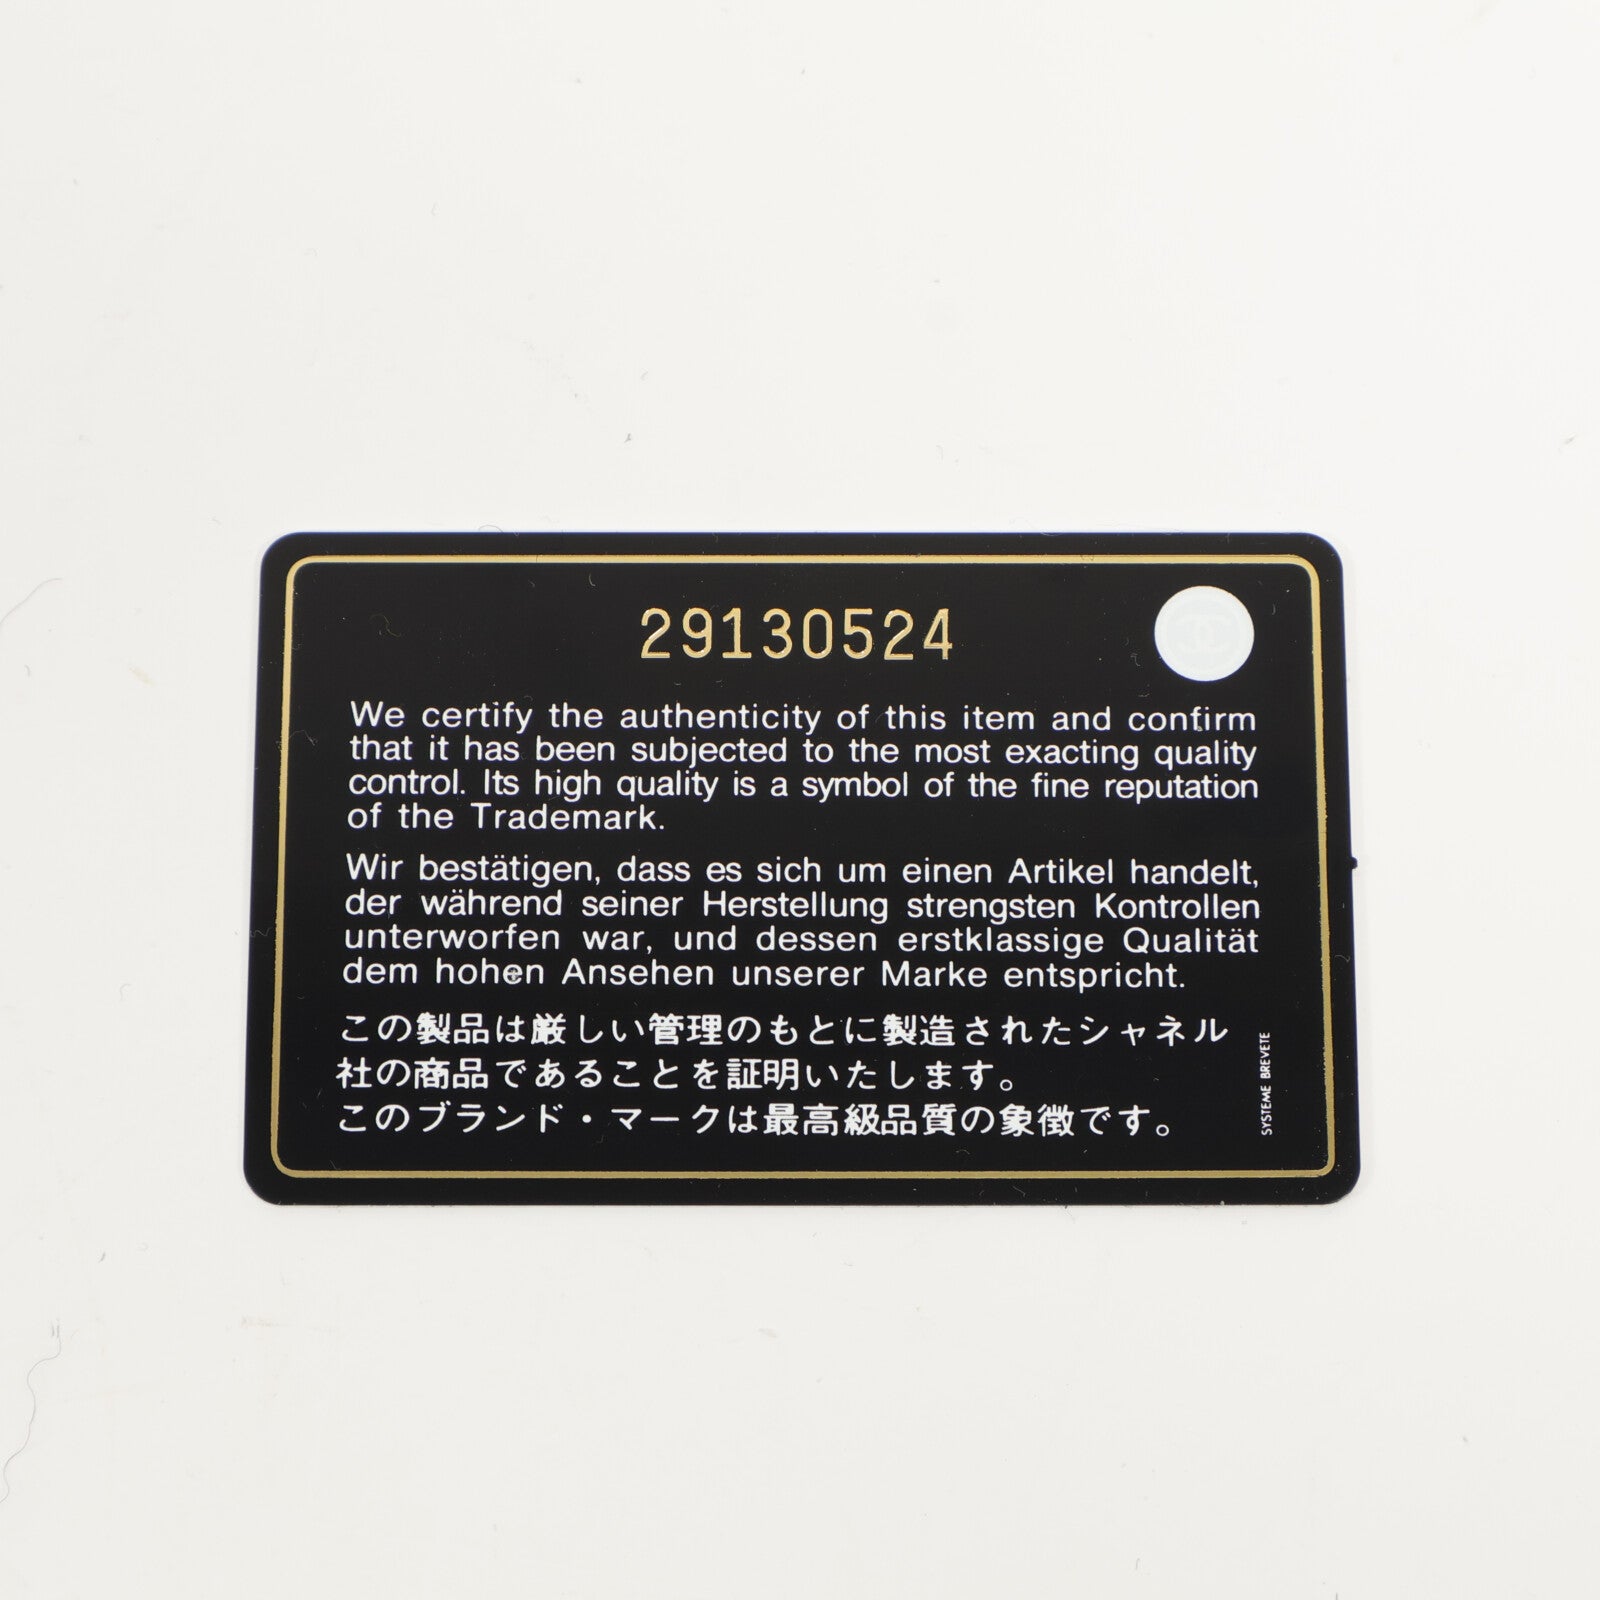 29130524
We certify the authenticity of this item and confirm
that it has been subjected to the most exacting quality
control. Its high quality is a symbol of the fine reputation
of the Trademark.
Wir bestätigen, dass es sich um einen Artikel handelt,
der während seiner Herstellung strengsten Kontrollen
unterworfen war, und dessen erstklassige Qualität
dem hohen Ansehen unserer Marke entspricht.
この製品は厳しい管理のもとに製造されたシャネル
社の商品であることを証明いたします。
このブランド・マークは最高級品質の象徴です。
SYSTEME BREVETE